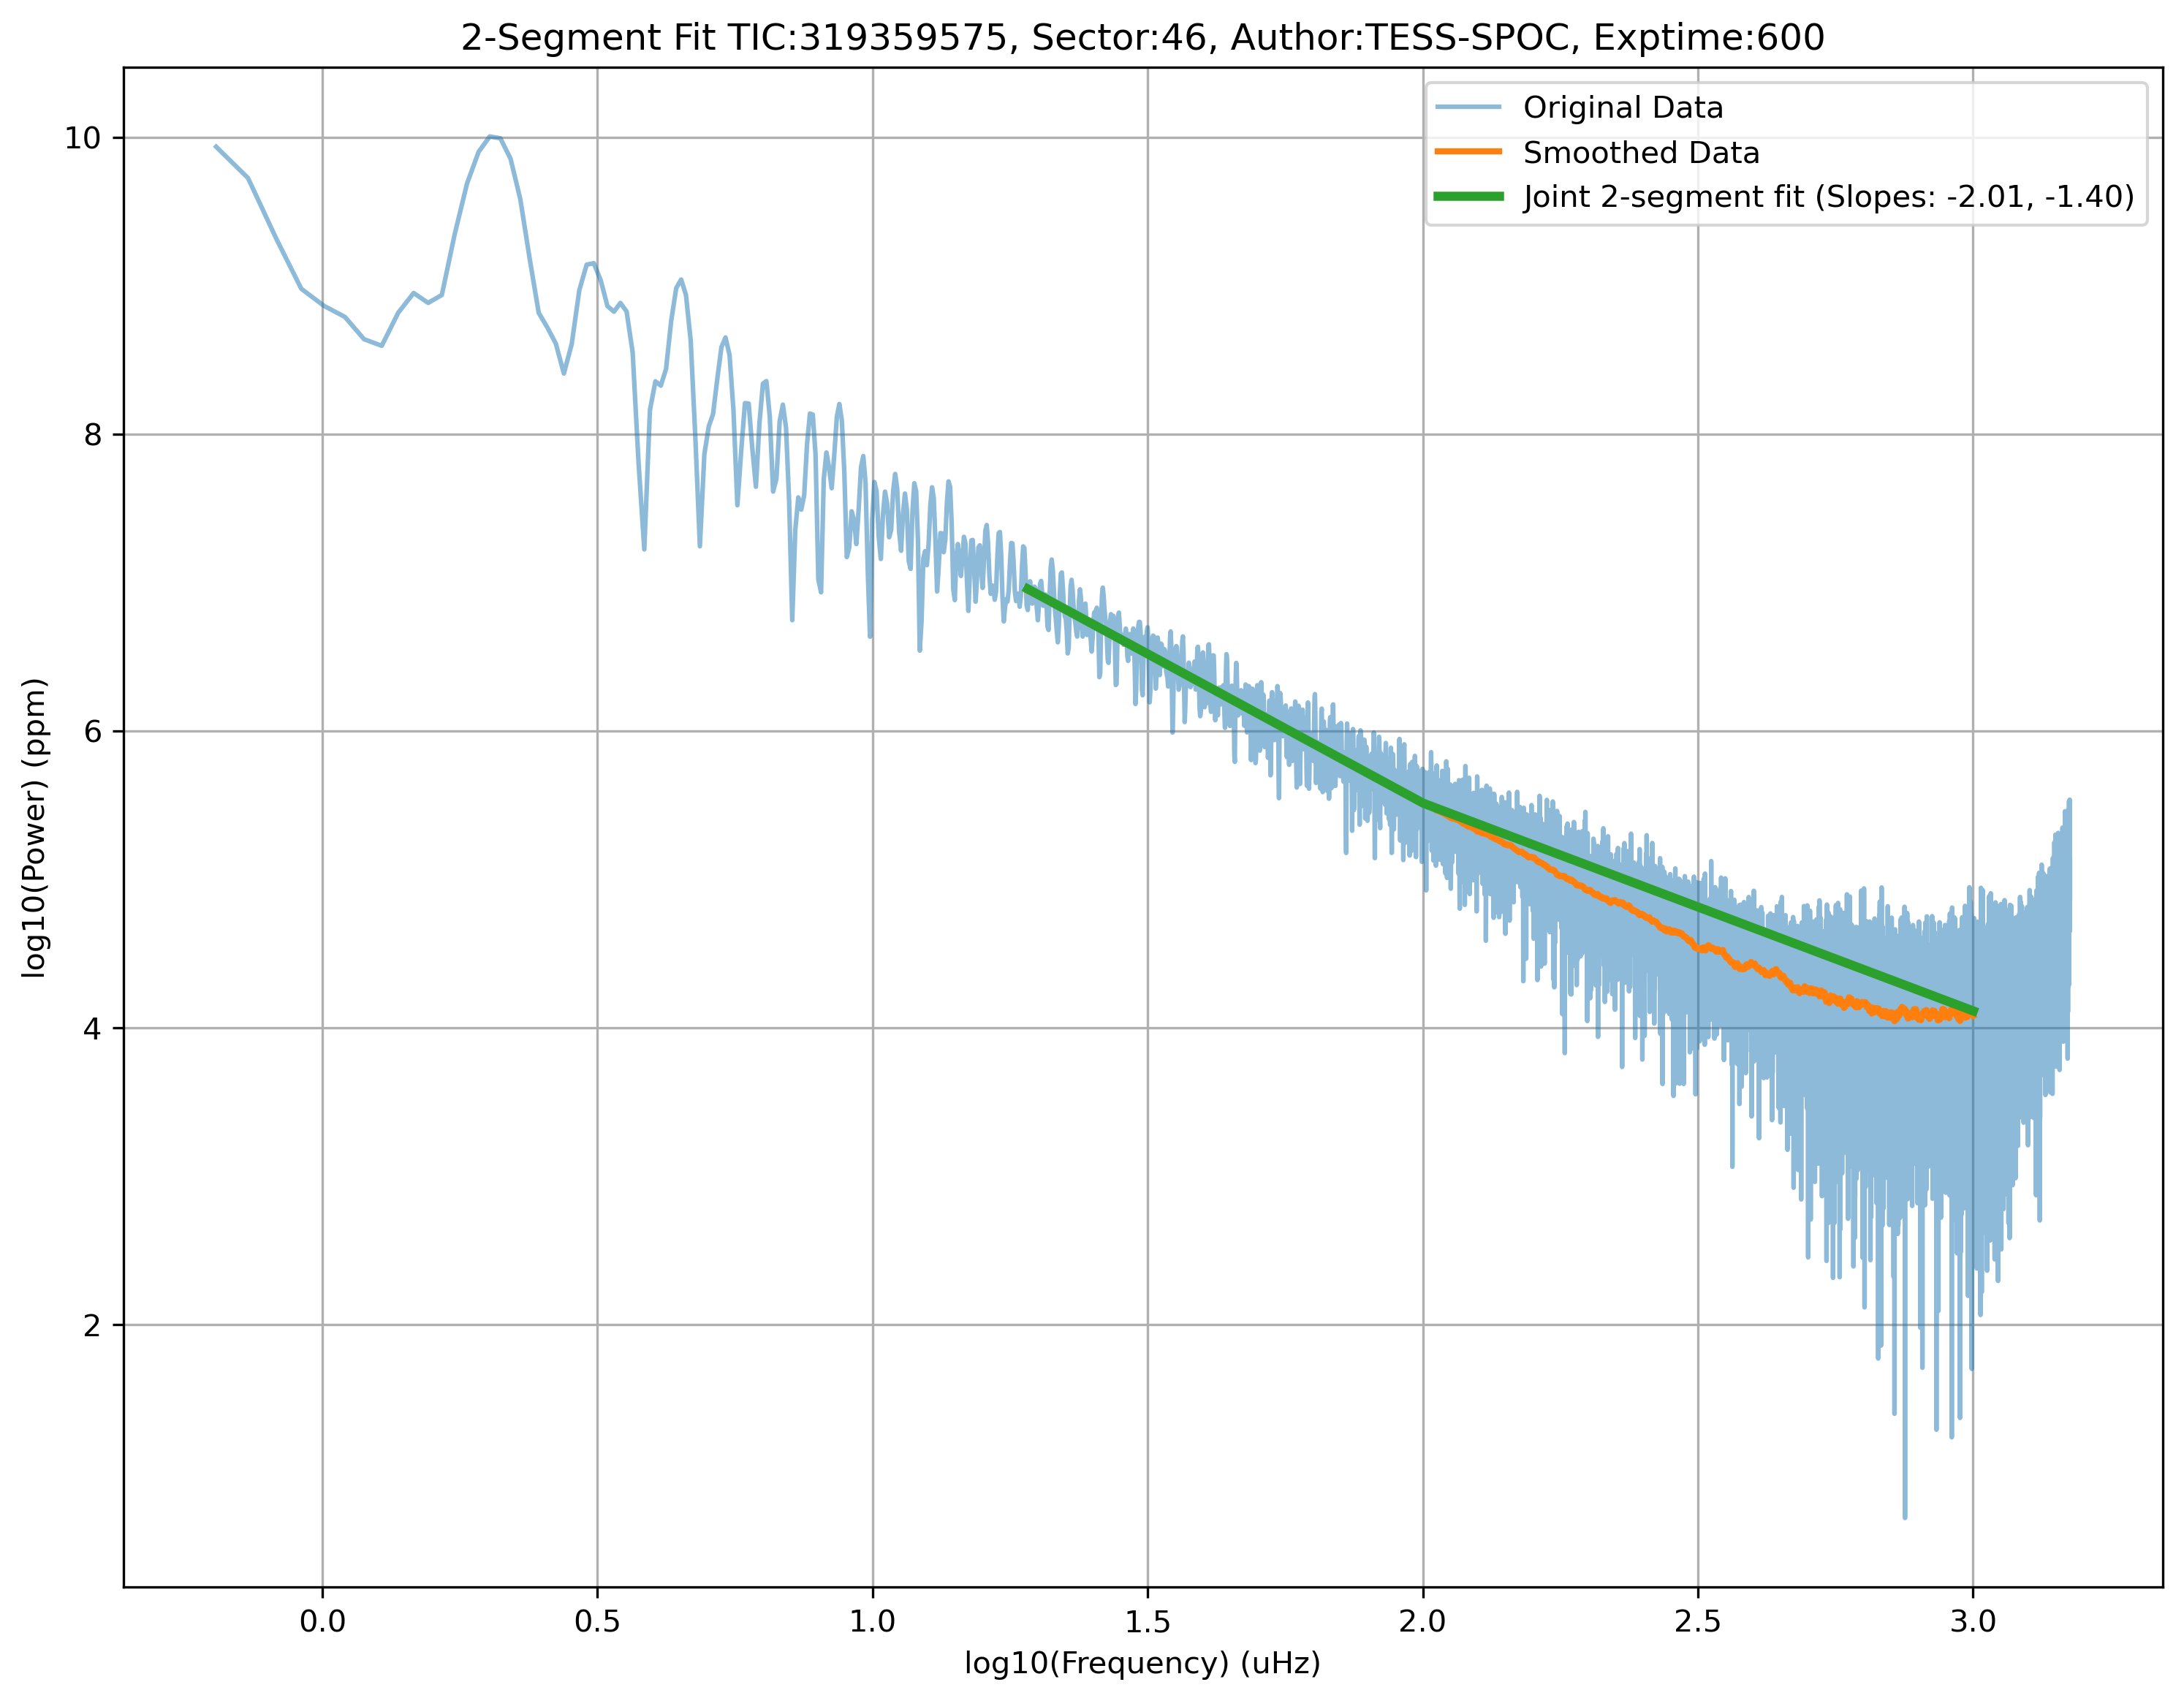 2-Segment Fit TIC:319359575, Sector:46, Author:TESS-SPOC, Exptime:600
Original Data
Smoothed Data
Joint 2-segment fit (Slopes: -2.01, -1.40)
log10(Power) (ppm)
10
8
6
4
2
0.0
0.5
1.0
1.5
2.0
2.5
3.0
log10(Frequency) (uHz)